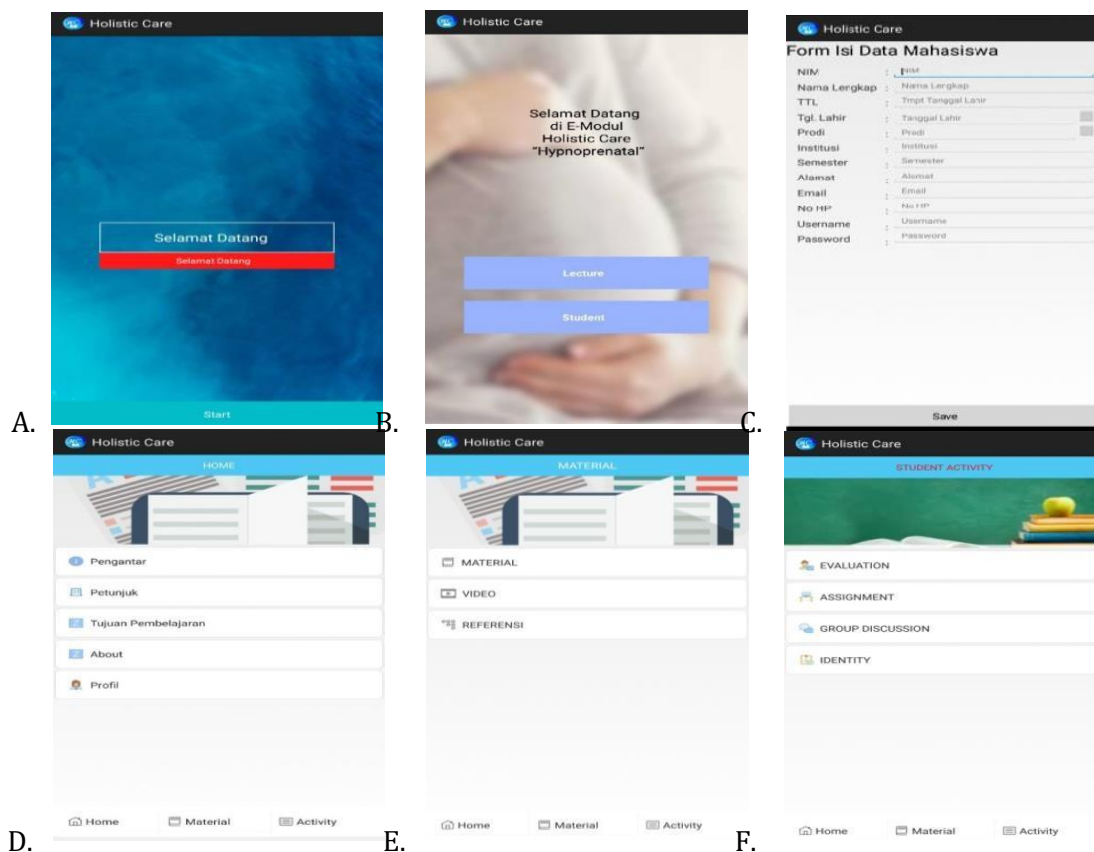 Holistic Care
Selamat Datang
Selamat Datang
Start
A.
Holistic Care
Selamat Datang
di E-Modul
Holistic Care
"Hypnoprenatal"
Lecture
Student
B.
Holistic Care
Form Isi Data Mahasiswa
NIM : NIM
Nama Lengkap : Nama Lengkap
TTL : Tmpt Tanggal Lahir
Tgl. Lahir : Tanggal Lahir
Prodi : Prodi
Institusi : Institusi
Semester : Semester
Alamat : Alamat
Email : Email
No HP : No HP
Username : Username
Password : Password
Save
C.
Holistic Care
HOME
Pengantar
Petunjuk
Tujuan Pembelajaran
About
Profil
Home Material Activity
D.
Holistic Care
MATERIAL
MATERIAL
VIDEO
REFERENSI
Home Material Activity
E.
Holistic Care
STUDENT ACTIVITY
EVALUATION
ASSIGNMENT
GROUP DISCUSSION
IDENTITY
Home Material Activity
F.